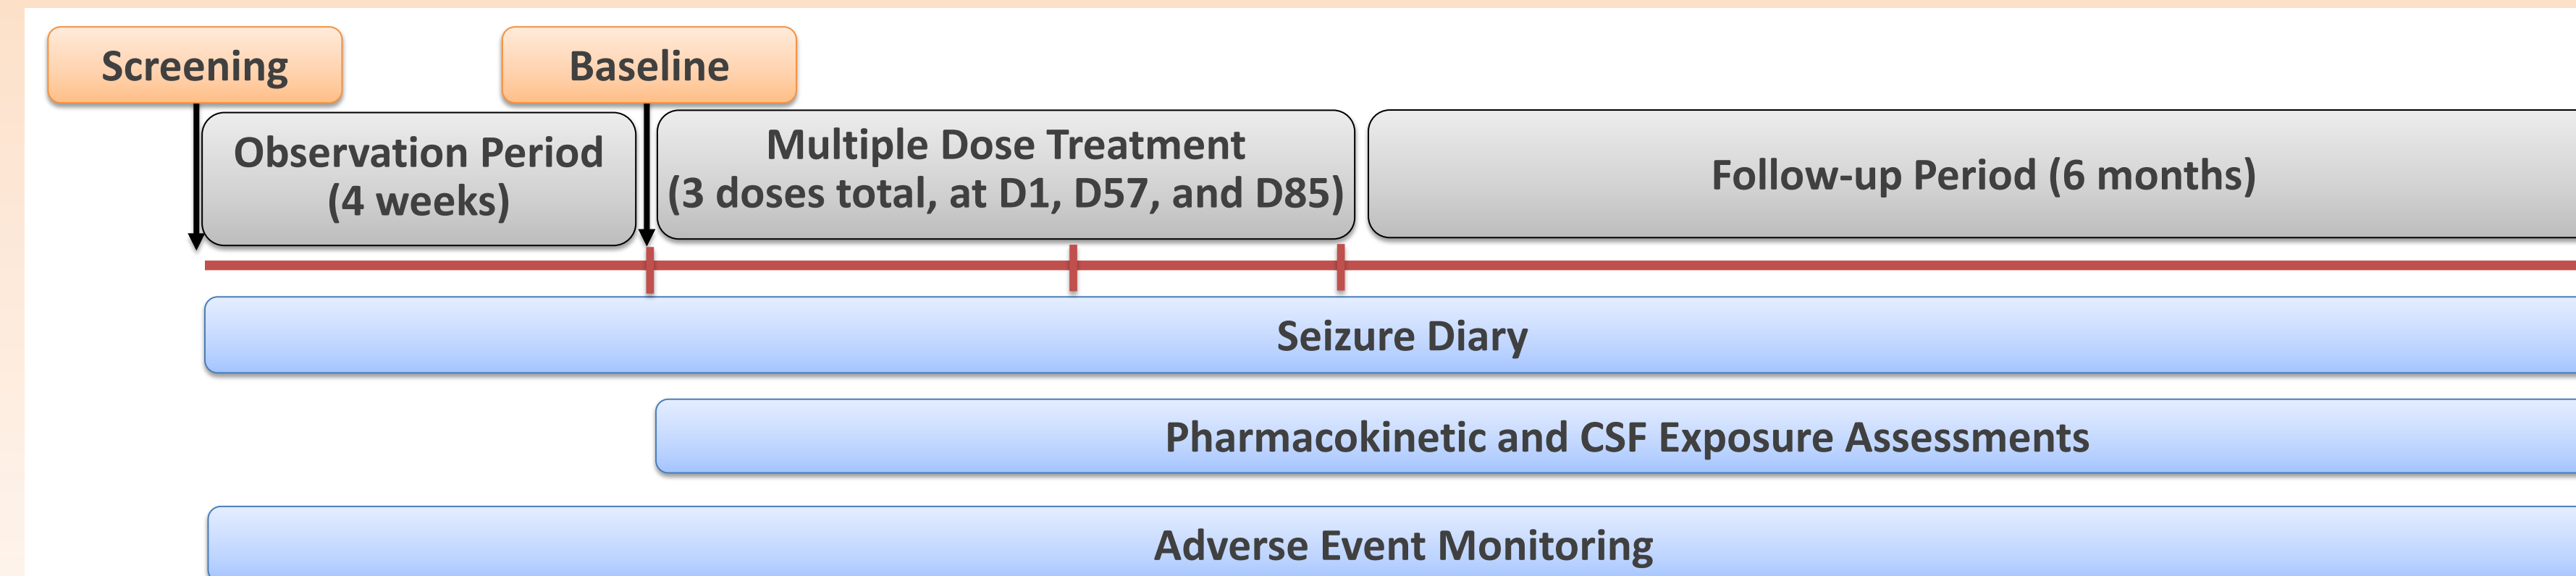 Screening
Baseline
Observation Period
(4 weeks)
Multiple Dose Treatment
(3 doses total, at D1, D57, and D85)
Follow-up Period (6 months)
Seizure Diary
Pharmacokinetic and CSF Exposure Assessments
Adverse Event Monitoring